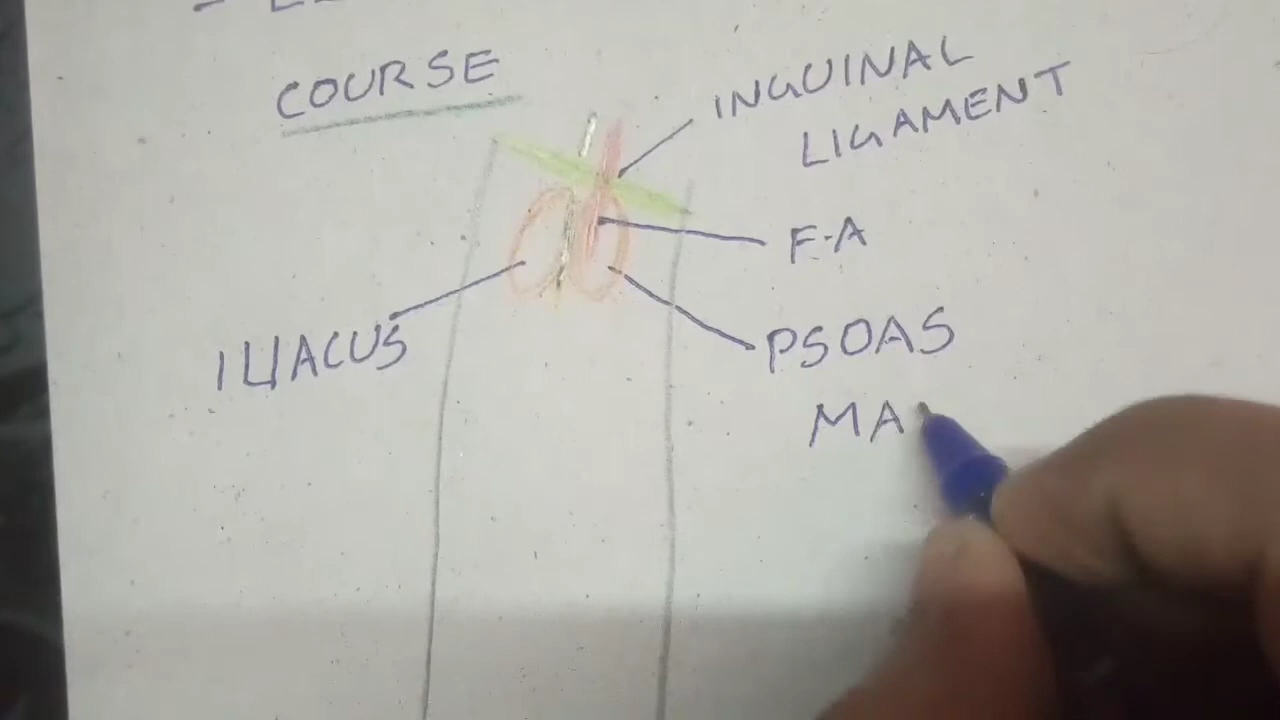 COURSE
INGUINAL
LIGAMENT
F-A
ILIACUS
PSOAS
MA